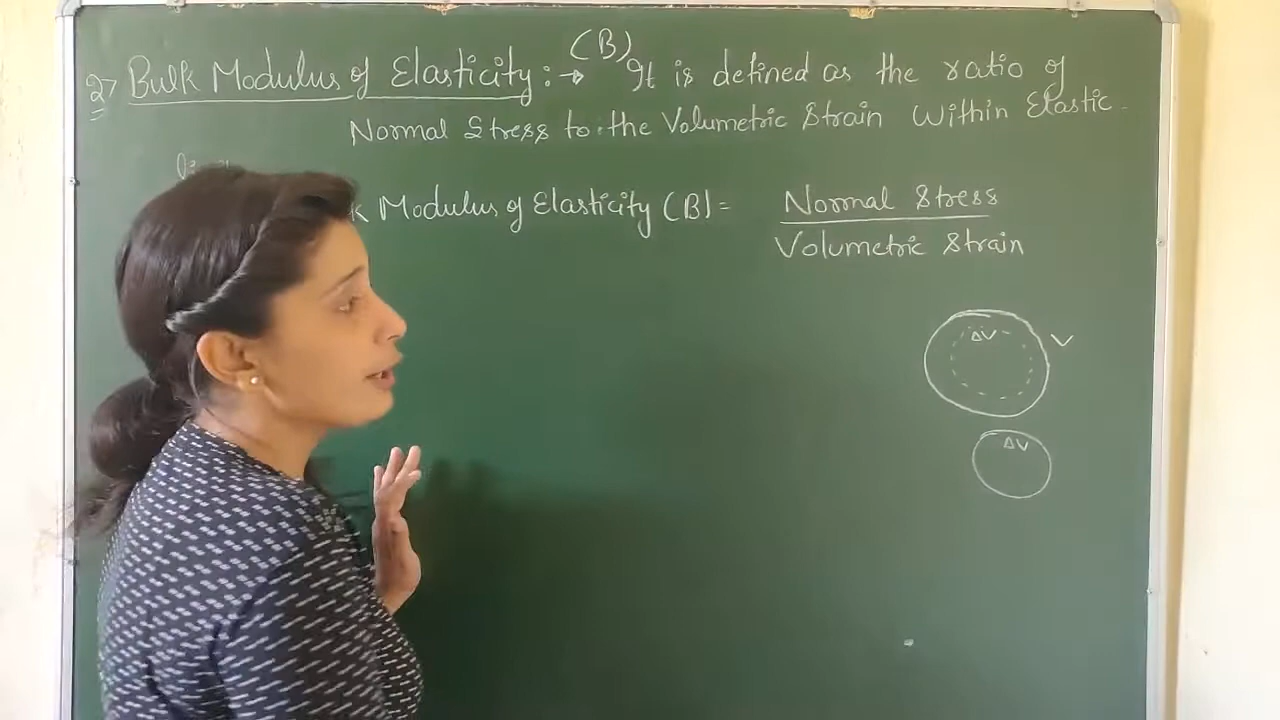 (B)
2) Bulk Modulus of Elasticity :→ It is defined as the ratio of
Normal Stress to the Volumetric Strain Within Elastic
Modulus of Elasticity (B) = Normal Stress
Volumetric Strain
ΔV
V
ΔV